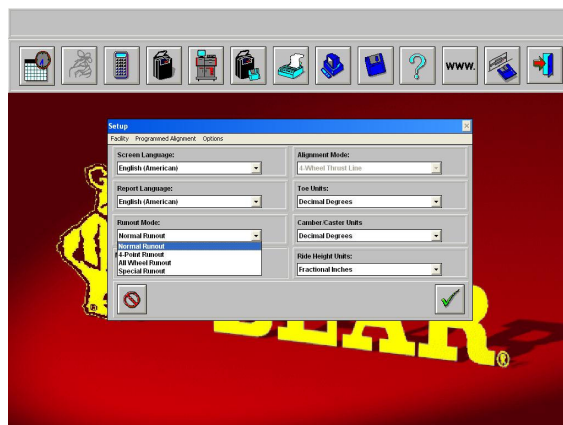 www.
Setup
Facility Programmed Alignment Options
Screen Language:
English (American)
Alignment Mode:
4-Wheel Thrust Line
Report Language:
English (American)
Toe Units:
Decimal Degrees
Runout Mode:
Normal Runout
Camber/Caster Units
Decimal Degrees
Normal Runout
4-Point Runout
All Wheel Runout
Special Runout
Ride Height Units:
Fractional Inches
BEAR
®